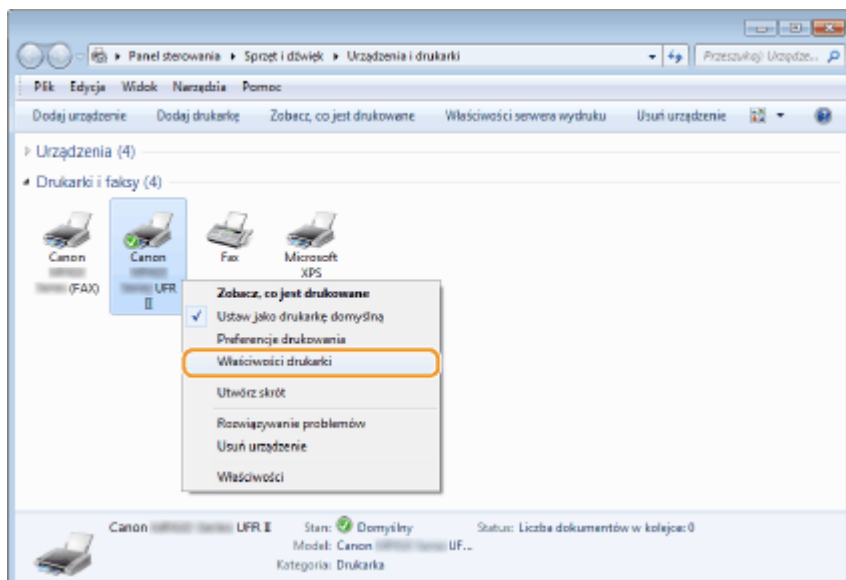 Panel sterowania ▸ Sprzęt i dźwięk ▸ Urządzenia i drukarki
Przeszukaj: Urządze...
Plik Edycja Widok Narzędzia Pomoc
Dodaj urządzenie Dodaj drukarkę Zobacz, co jest drukowane Właściwości serwera wydruku Usuń urządzenie
Urządzenia (4)
Drukarki i faksy (4)
Canon
(FAX)
Canon
UFR
II
Fax
Microsoft
XPS
Zobacz, co jest drukowane
Ustaw jako drukarkę domyślną
Preferencje drukowania
Właściwości drukarki
Utwórz skrót
Rozwiązywanie problemów
Usuń urządzenie
Właściwości
Canon UFR II Stan: Domyślny Status: Liczba dokumentów w kolejce: 0
Model: Canon UF...
Kategoria: Drukarka